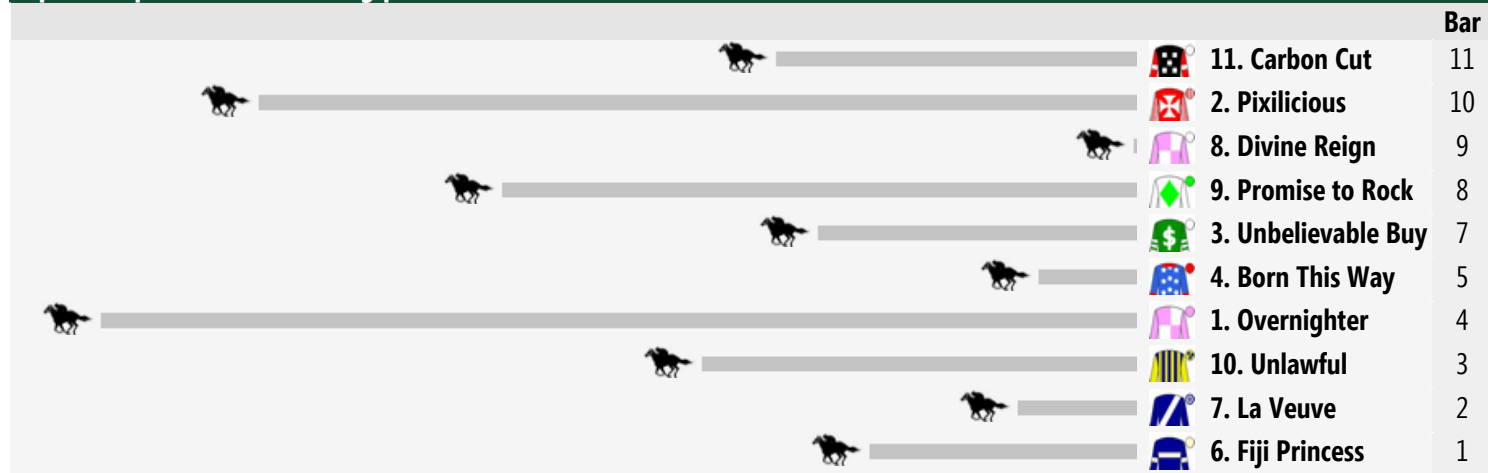 Bar
11. Carbon Cut 11
2. Pixilicious 10
8. Divine Reign 9
9. Promise to Rock 8
$ 3. Unbelievable Buy 7
4. Born This Way 5
1. Overnighter 4
10. Unlawful 3
7. La Veuve 2
6. Fiji Princess 1